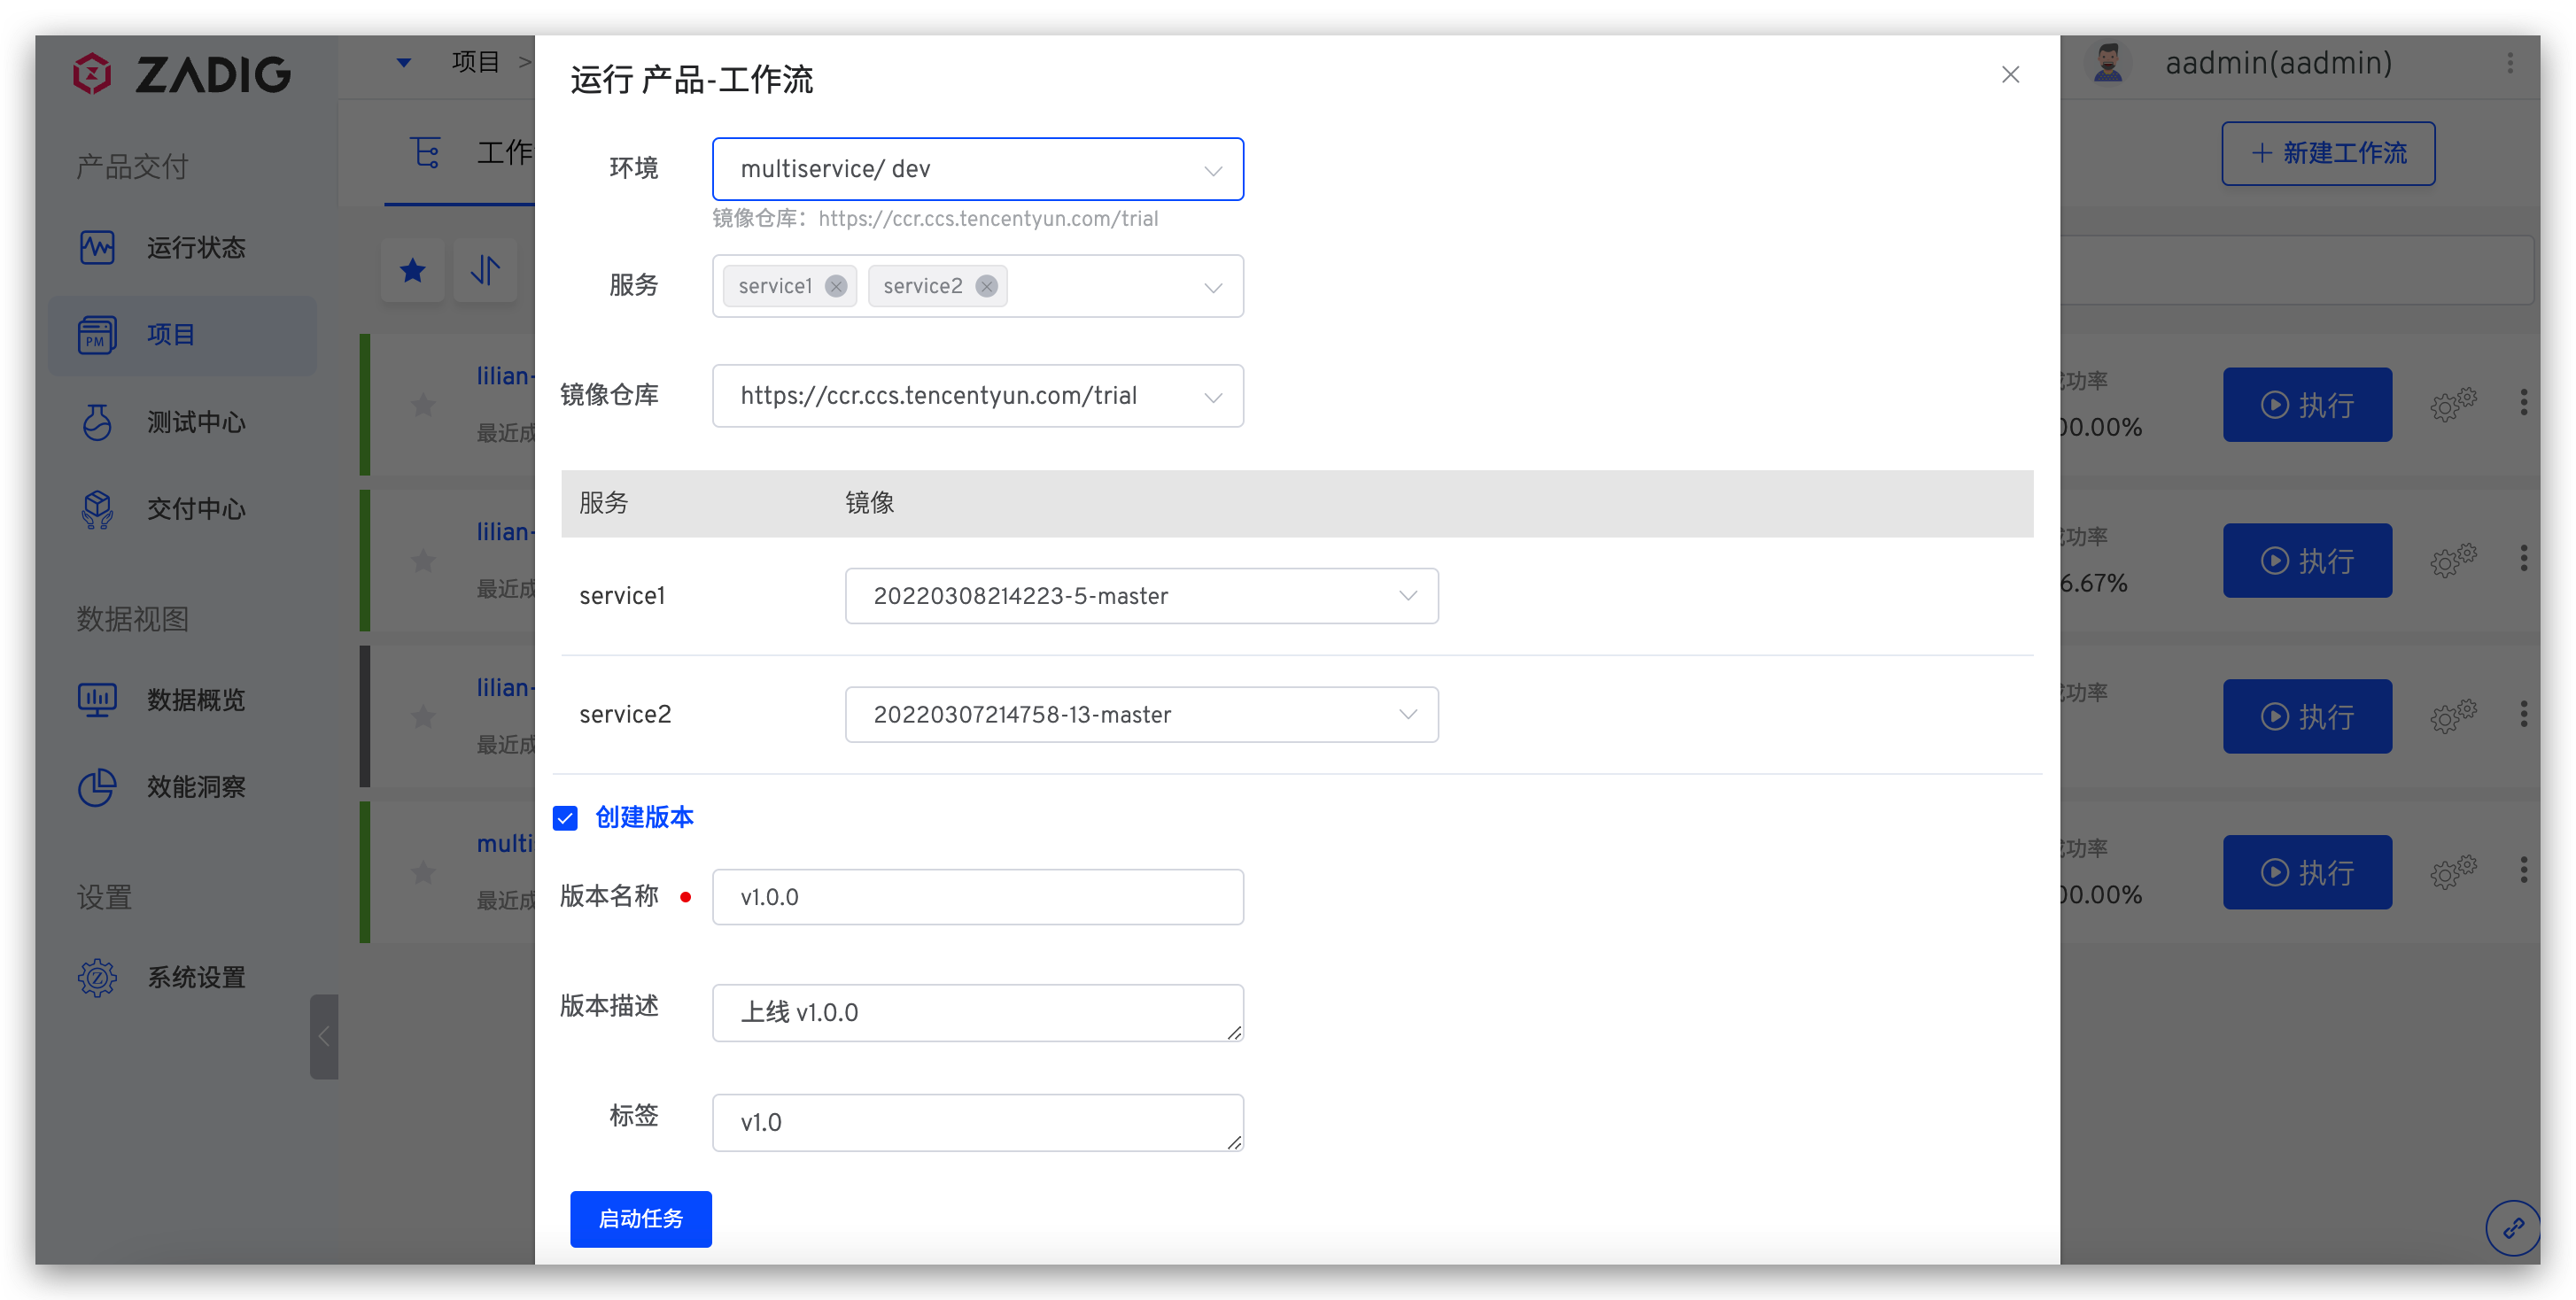 ZADIG
产品交付
运行状态
PM
项目
测试中心
交付中心
数据视图
数据概览
效能洞察
设置
系统设置
项目 >
工作
lilian-
最近成
lilian-
最近成
lilian-
最近成
multi
最近成
运行 产品-工作流
环境
multiservice/ dev
镜像仓库：https://ccr.ccs.tencentyun.com/trial
服务
service1
service2
镜像仓库
https://ccr.ccs.tencentyun.com/trial
服务 镜像
service1
20220308214223-5-master
service2
20220307214758-13-master
创建版本
版本名称
v1.0.0
版本描述
上线 v1.0.0
标签
v1.0
启动任务
aadmin(aadmin)
+ 新建工作流
功率
00.00%
执行
功率
6.67%
执行
功率
执行
功率
00.00%
执行